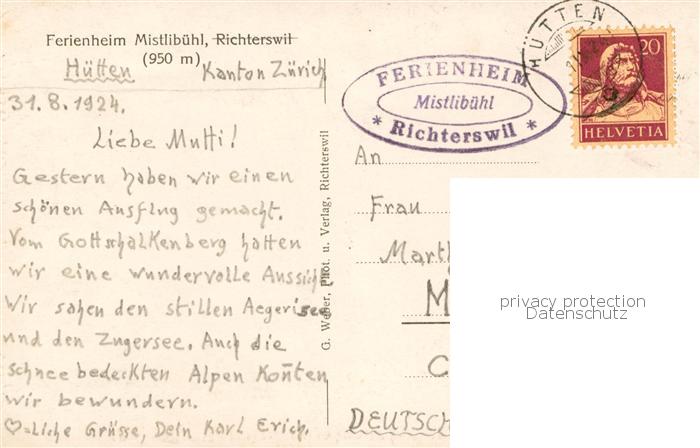 Ferienheim Mistlibühl, Richterswil
(950 m)
Hütten Kanton Zürich
31.8.1924.
Liebe Mutti!
Gestern haben wir einen
schönen Ausflug gemacht.
Vom Gottschalkenberg hatten
wir eine wundervolle Aussicht
Wir sahen den stillen Aegerisee
und den Zugersee. Auch die
schneebedeckten Alpen konnten
wir bewundern.
♡-liche Grüsse, Dein Karl Erich.
G. Weber, Phot. u. Verlag, Richterswil
FERIENHEIM
Mistlibühl
* Richterswil *
HÜTTEN
20
HELVETIA
An
Frau
Marth
M
C
DEUTSCH
privacy protection
Datenschutz